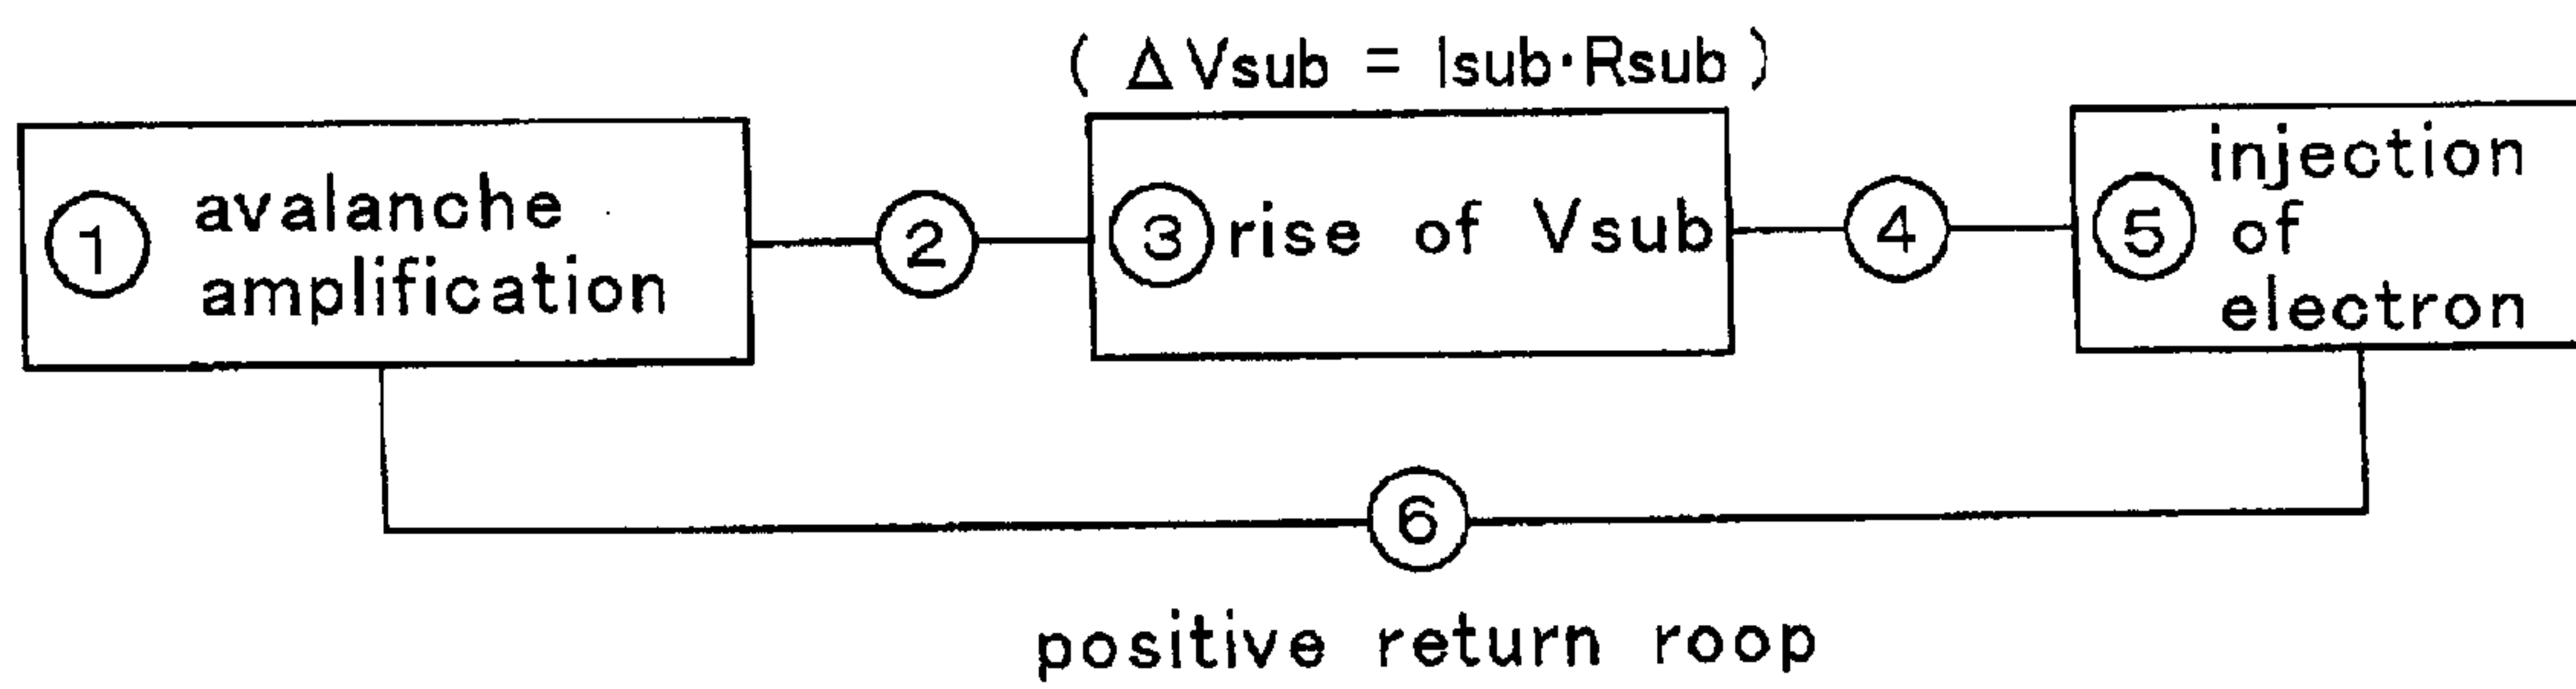 ( ΔVsub = Isub·Rsub )
① avalanche
amplification
②
③ rise of Vsub
④
⑤ injection
of
electron
⑥
positive return roop